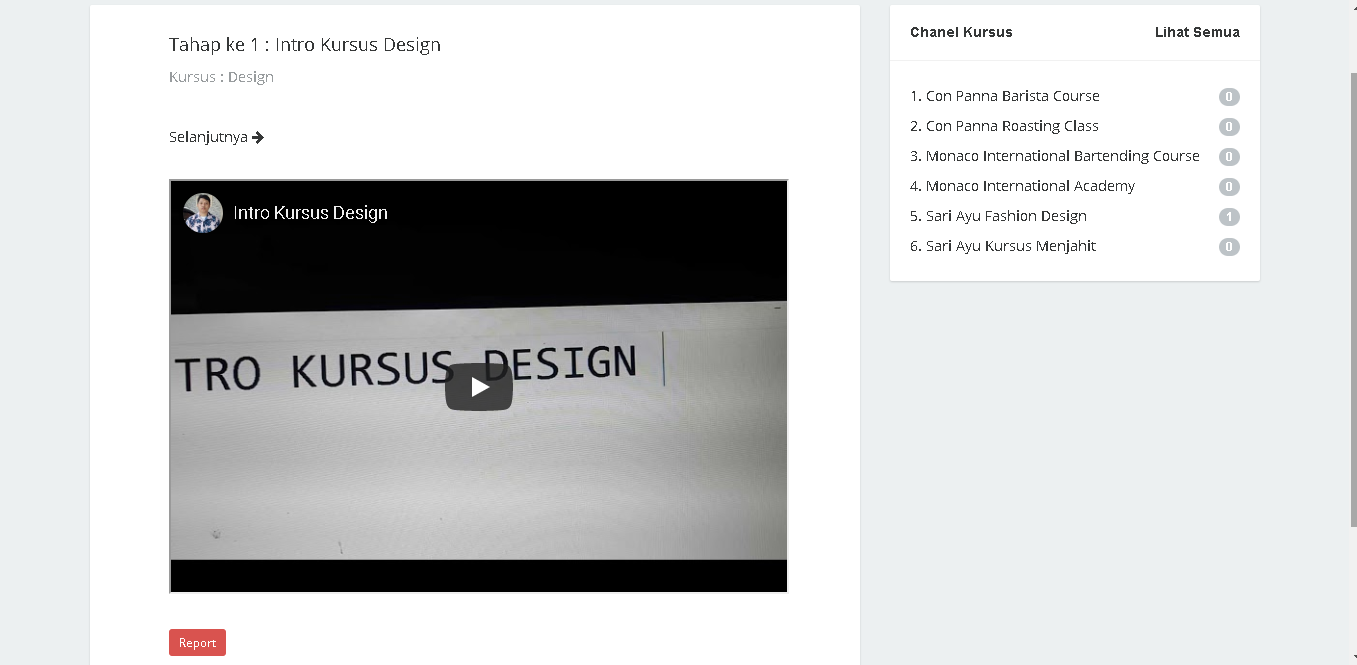 Tahap ke 1 : Intro Kursus Design
Kursus : Design
Selanjutnya
Intro Kursus Design
TRO KURSUS DESIGN
Report
Chanel Kursus
Lihat Semua
1. Con Panna Barista Course 0
2. Con Panna Roasting Class 0
3. Monaco International Bartending Course 0
4. Monaco International Academy 0
5. Sari Ayu Fashion Design 1
6. Sari Ayu Kursus Menjahit 0